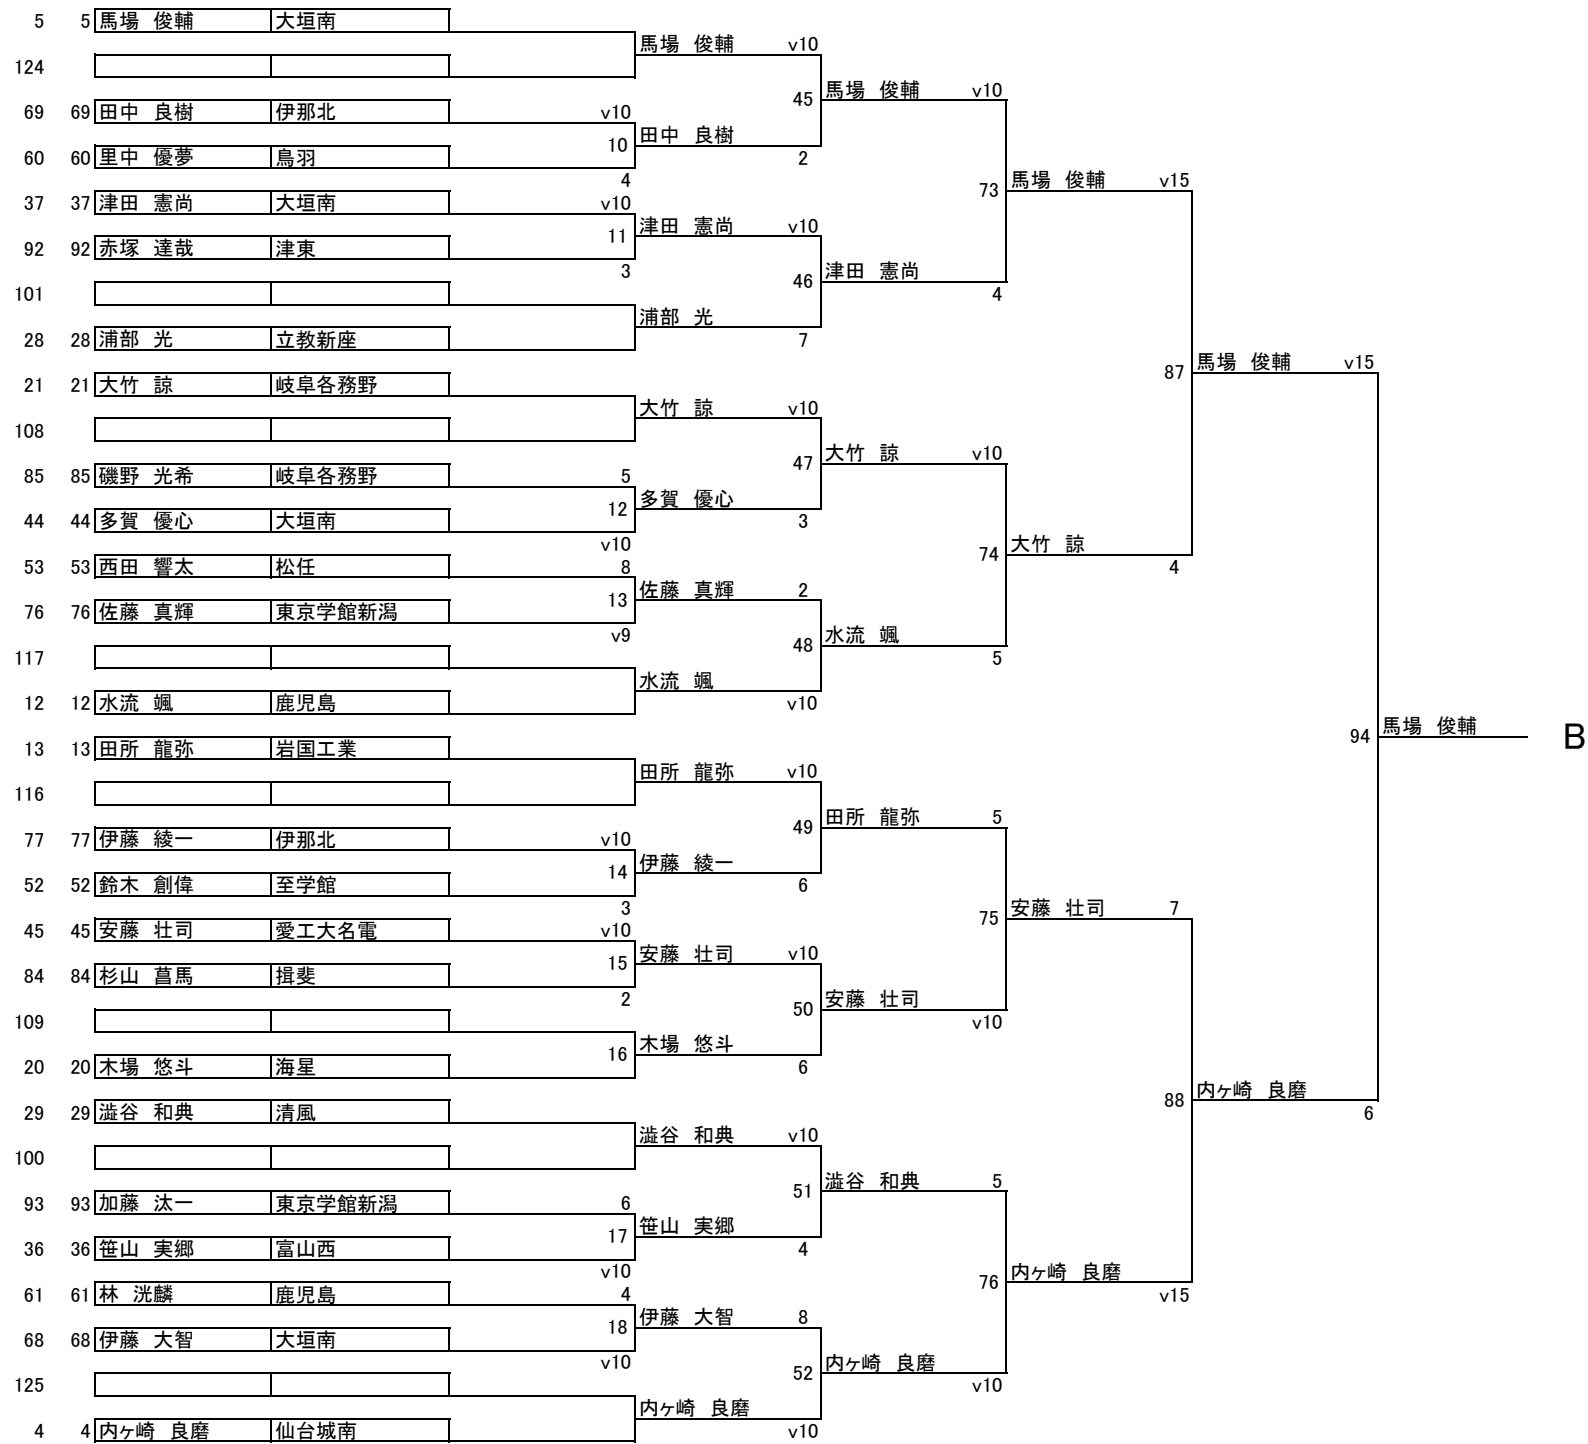 5 5 馬場 俊輔 大垣南
馬場 俊輔 v10
124
馬場 俊輔 v10
45
69 69 田中 良樹 伊那北 v10
田中 良樹
10
60 60 里中 優夢 鳥羽 2
4
馬場 俊輔 v15
73
37 37 津田 憲尚 大垣南 v10
津田 憲尚 v10
11
92 92 赤塚 達哉 津東
3
津田 憲尚
46
101 4
浦部 光
28 28 浦部 光 立教新座 7
馬場 俊輔 v15
87
21 21 大竹 諒 岐阜各務野
大竹 諒 v10
108
大竹 諒 v10
47
85 85 磯野 光希 岐阜各務野 5
多賀 優心
12
44 44 多賀 優心 大垣南 3
v10
大竹 諒
74
53 53 西田 響太 松任 8 4
佐藤 真輝 2
13
76 76 佐藤 真輝 東京学館新潟
v9
水流 颯
48
117 5
水流 颯
12 12 水流 颯 鹿児島 v10
馬場 俊輔
94 B
13 13 田所 龍弥 岩国工業
田所 龍弥 v10
116
田所 龍弥 5
49
77 77 伊藤 綾一 伊那北 v10
伊藤 綾一
14
52 52 鈴木 創偉 至学館 6
3
安藤 壮司 7
75
45 45 安藤 壮司 愛工大名電 v10
安藤 壮司 v10
15
84 84 杉山 菖馬 揖斐
2
安藤 壮司
50
109 v10
木場 悠斗
16
20 20 木場 悠斗 海星 6
内ヶ崎 良磨
88
29 29 澁谷 和典 清風 6
澁谷 和典 v10
100
澁谷 和典 5
51
93 93 加藤 汰一 東京学館新潟 6
笹山 実郷
17
36 36 笹山 実郷 富山西 4
v10
内ヶ崎 良磨
76
61 61 林 洸麟 鹿児島 4 v15
伊藤 大智 8
18
68 68 伊藤 大智 大垣南
v10
内ヶ崎 良磨
52
125 v10
内ヶ崎 良磨
4 4 内ヶ崎 良磨 仙台城南 v10